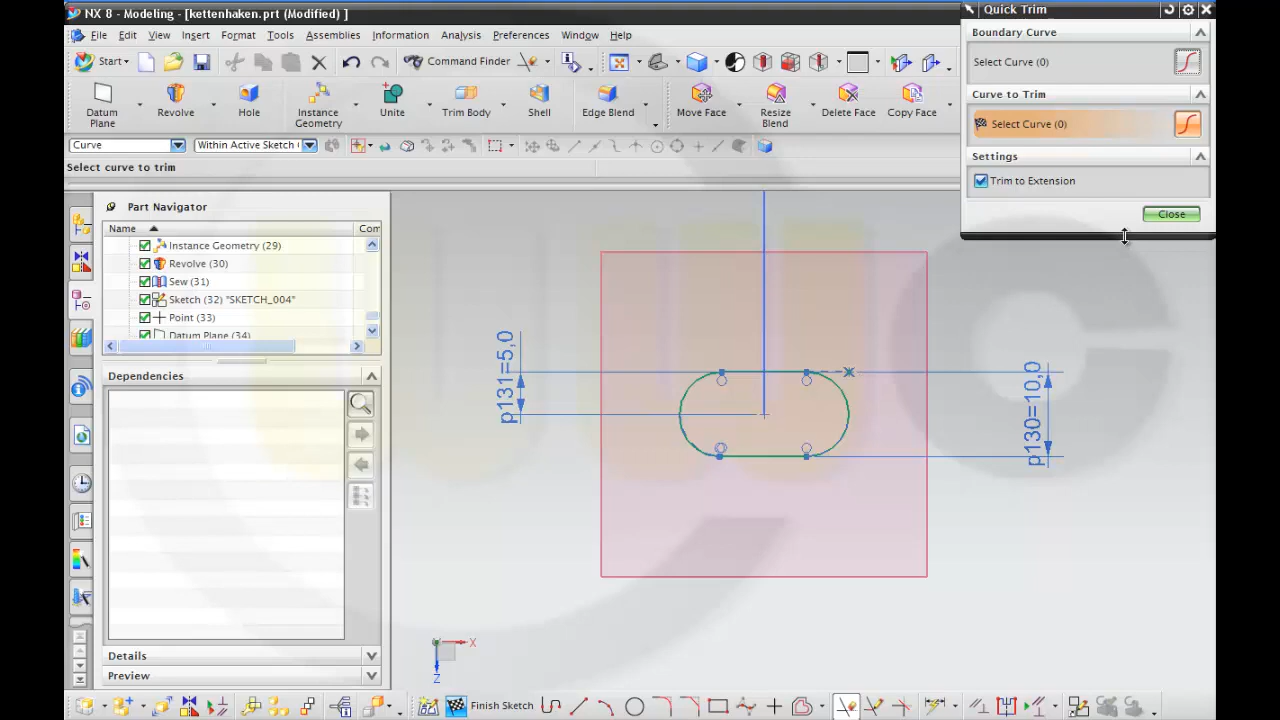 NX 8 - Modeling - [kettenhaken.prt (Modified) ]
File Edit View Insert Format Tools Assemblies Information Analysis Preferences Window Help
Start
Command Finder
Datum Plane
Revolve
Hole
Instance Geometry
Unite
Trim Body
Shell
Edge Blend
Move Face
Resize Blend
Delete Face
Copy Face
Curve
Within Active Sketch
Select curve to trim
Part Navigator
Name
Com
Instance Geometry (29)
Revolve (30)
Sew (31)
Sketch (32) "SKETCH_004"
Point (33)
Datum Plane (34)
Dependencies
Details
Preview
Quick Trim
Boundary Curve
Select Curve (0)
Curve to Trim
Select Curve (0)
Settings
Trim to Extension
Close
p131=5,0
p130=10,0
X
Z
Finish Sketch